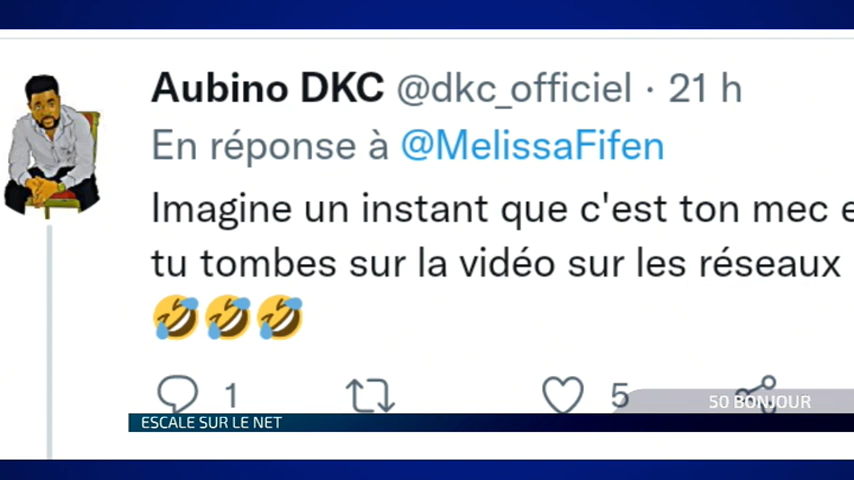 Aubino DKC @dkc_officiel · 21 h
En réponse à @MelissaFifen
Imagine un instant que c'est ton mec e
tu tombes sur la vidéo sur les réseaux
🤣🤣🤣
1 5
50 BONJOUR
ESCALE SUR LE NET